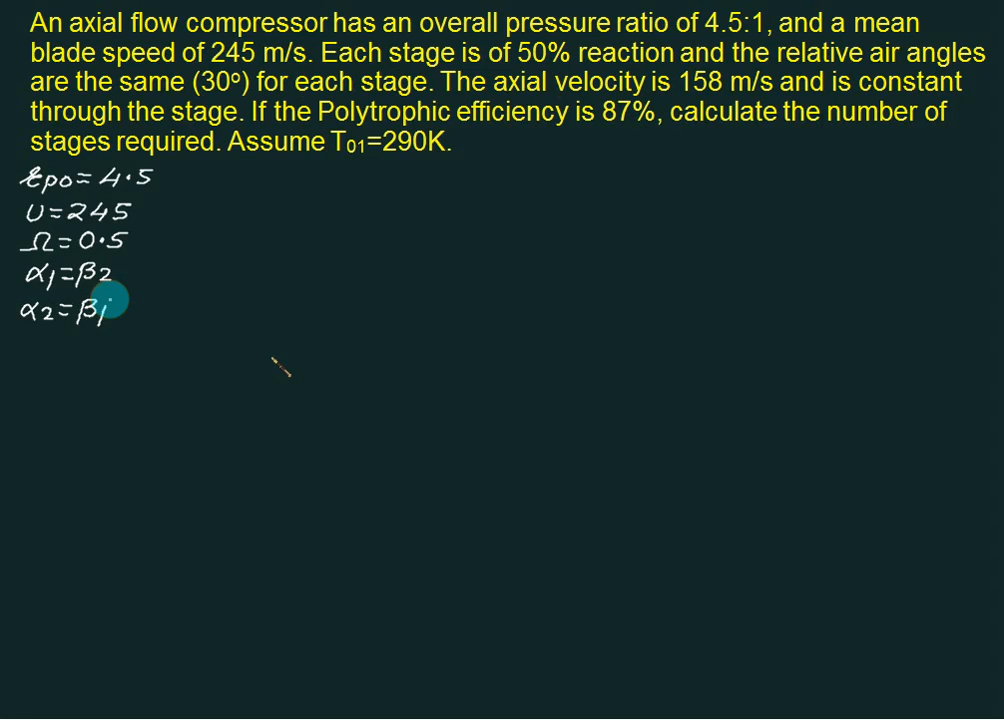 An axial flow compressor has an overall pressure ratio of 4.5:1, and a mean
blade speed of 245 m/s. Each stage is of 50% reaction and the relative air angles
are the same (30º) for each stage. The axial velocity is 158 m/s and is constant
through the stage. If the Polytrophic efficiency is 87%, calculate the number of
stages required. Assume T₀₁=290K.
rpo=4.5
U=245
Ω=0.5
α1=β2
α2=β1